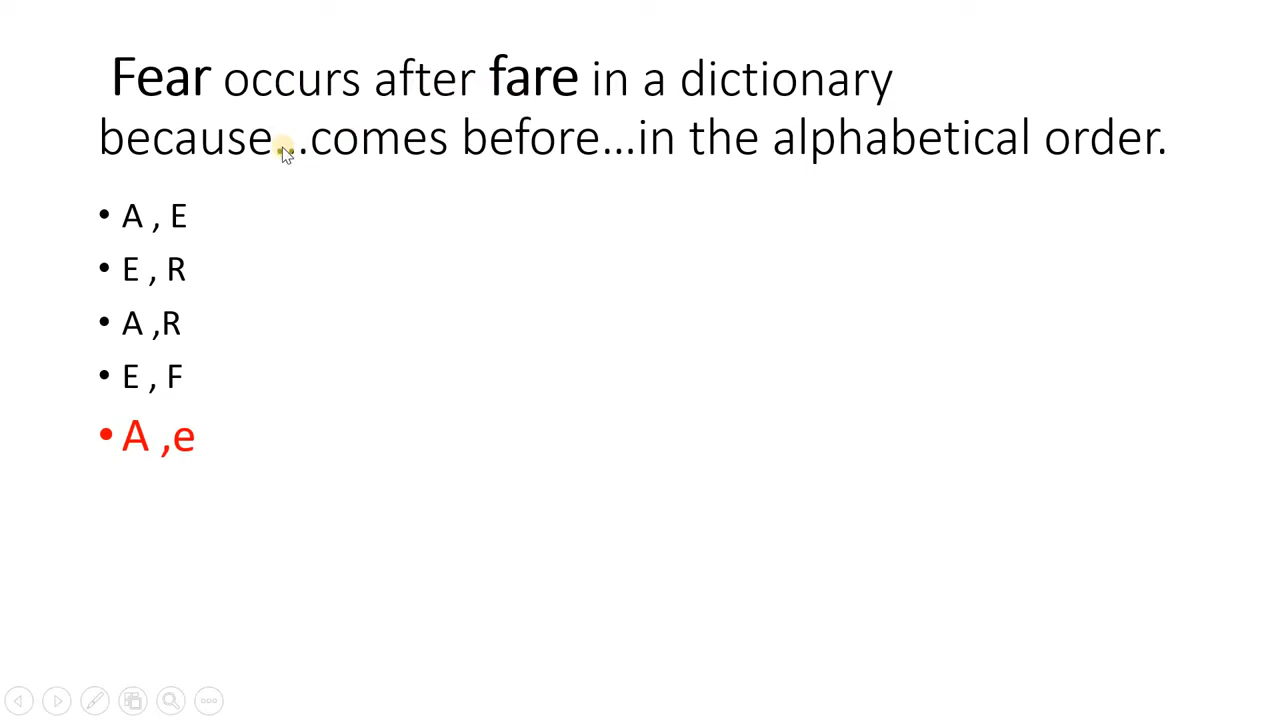 Fear occurs after fare in a dictionary
because...comes before...in the alphabetical order.
• A , E
• E , R
• A ,R
• E , F
• A ,e